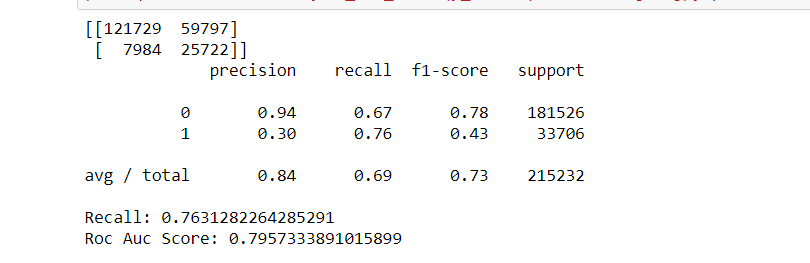 [[121729 59797]
[ 7984 25722]]
precision recall f1-score support
0 0.94 0.67 0.78 181526
1 0.30 0.76 0.43 33706
avg / total 0.84 0.69 0.73 215232
Recall: 0.7631282264285291
Roc Auc Score: 0.7957333891015899